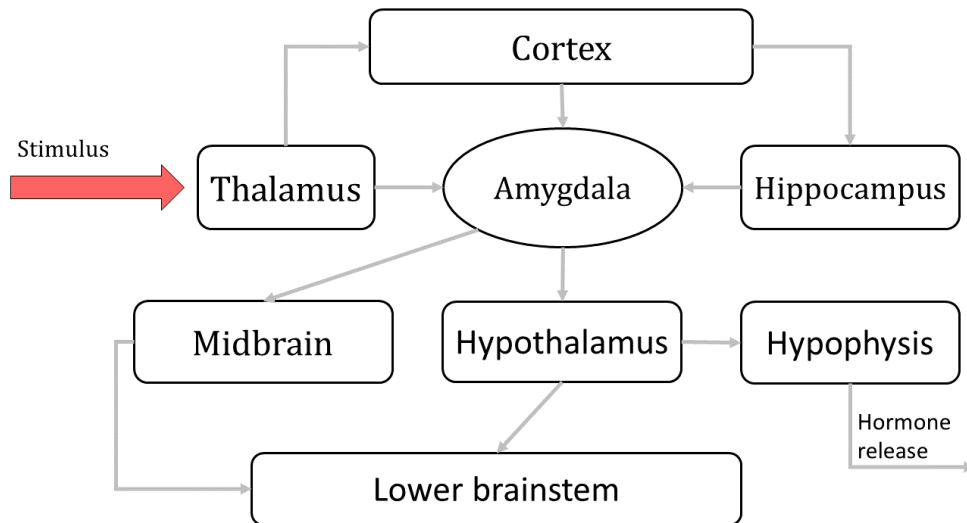 Cortex
Stimulus
Thalamus
Amygdala
Hippocampus
Midbrain
Hypothalamus
Hypophysis
Hormone
release
Lower brainstem